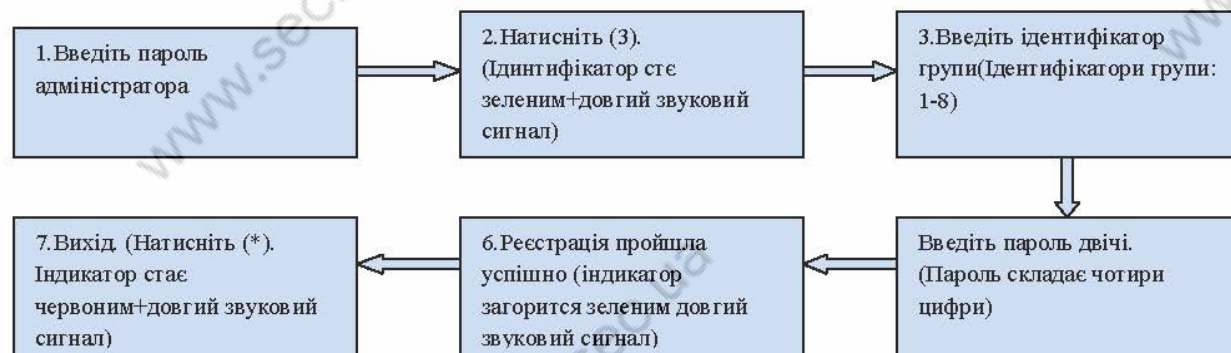 1.Введіть пароль
адміністратора
2.Натисніть (3).
(Ідинтифікатор стє
зеленим+довгий звуковий
сигнал)
3.Введіть ідентифікатор
групи(Ідентифікатори групи:
1-8)
Введіть пароль двічі.
(Пароль складає чотири
цифри)
6.Реєстрація пройшла
успішно (індикатор
загорится зеленим довгий
звуковий сигнал)
7.Вихід. (Натисніть (*).
Індикатор стає
червоним+довгий звуковий
сигнал)